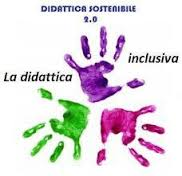 DIDATTICA SOSTENIBILE
2.0
inclusiva
La didattica